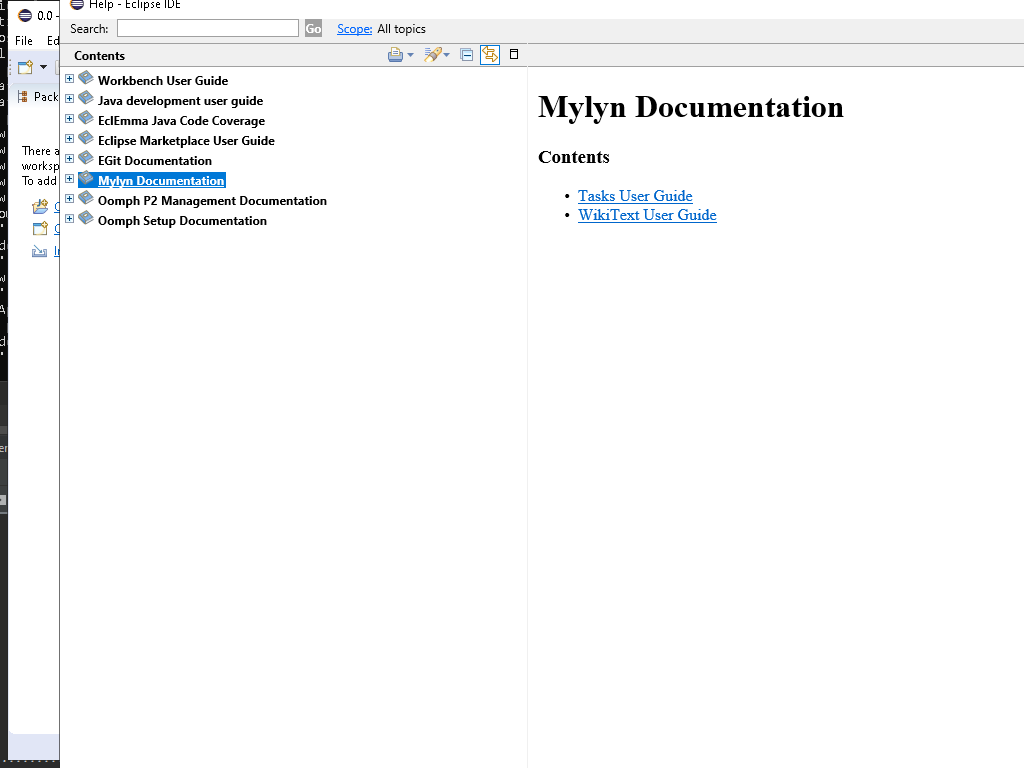 Help - Eclipse IDE
0.0 -
Search:
Go
Scope: All topics
File Ed
Contents
Pack
Workbench User Guide
Java development user guide
EclEmma Java Code Coverage
Eclipse Marketplace User Guide
EGit Documentation
Mylyn Documentation
Oomph P2 Management Documentation
Oomph Setup Documentation
There a
worksp
To add
Mylyn Documentation
Contents
• Tasks User Guide
• WikiText User Guide